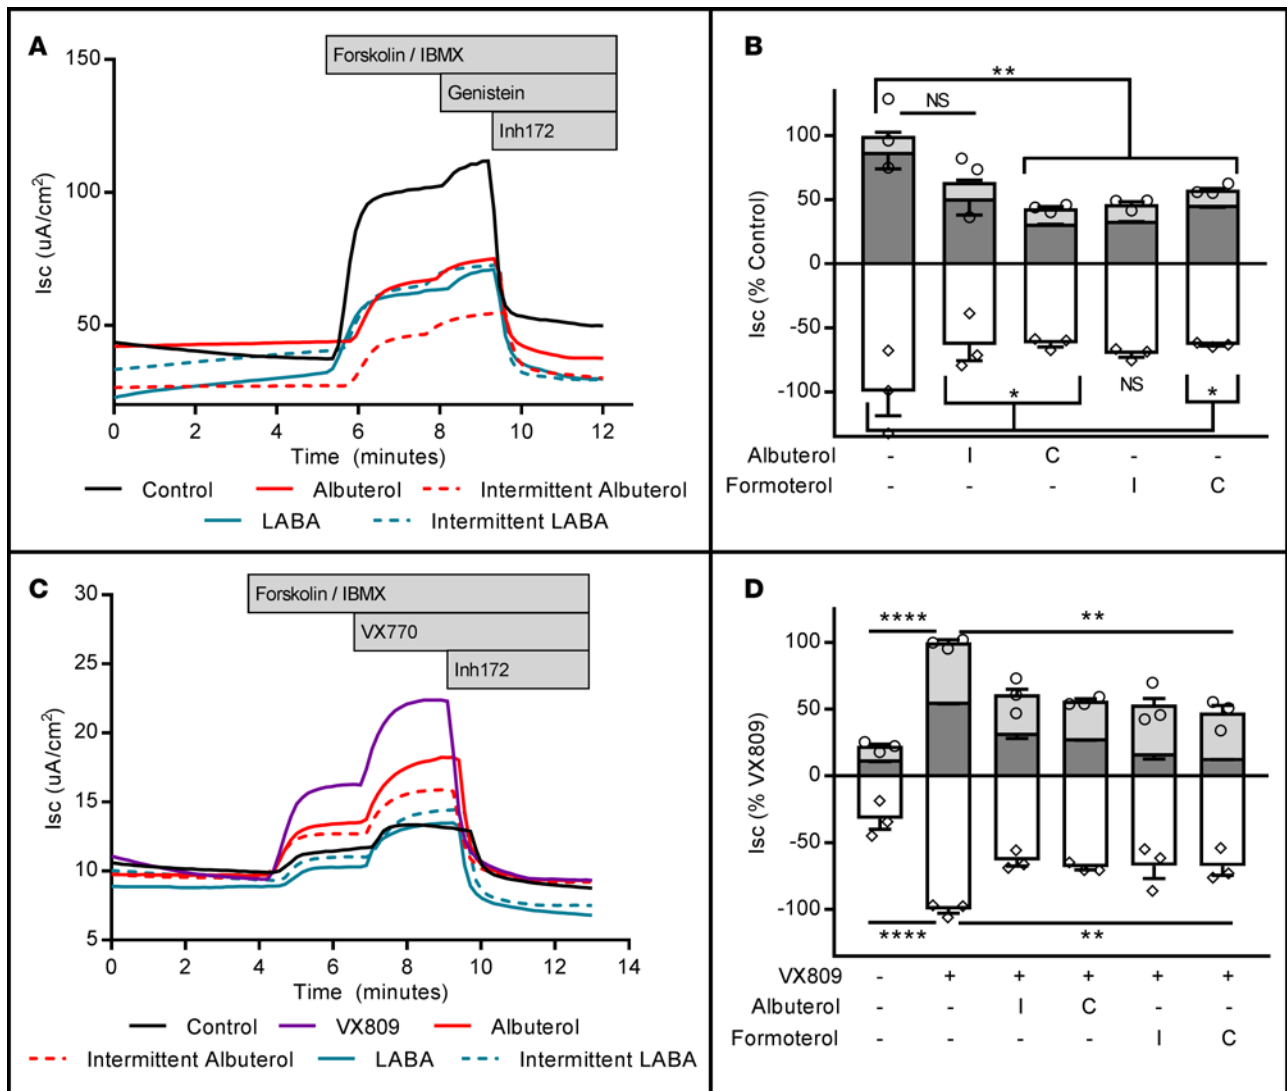 A
150
100
50
Isc (uA/cm2)
Forskolin / IBMX
Genistein
Inh172
0 2 4 6 8 10 12
Time (minutes)
Control Albuterol Intermittent Albuterol
LABA Intermittent LABA
B
**
NS
100
50
0
-50
-100
Isc (% Control)
NS
* *
Albuterol - I C - -
Formoterol - - - I C
C
30
25
20
15
10
5
Isc (uA/cm2)
Forskolin / IBMX
VX770
Inh172
0 2 4 6 8 10 12 14
Time (minutes)
Control VX809 Albuterol
Intermittent Albuterol LABA Intermittent LABA
D
**** **
100
50
0
-50
-100
Isc (% VX809)
**** **
VX809 - + + + + +
Albuterol - - I C - -
Formoterol - - - - I C